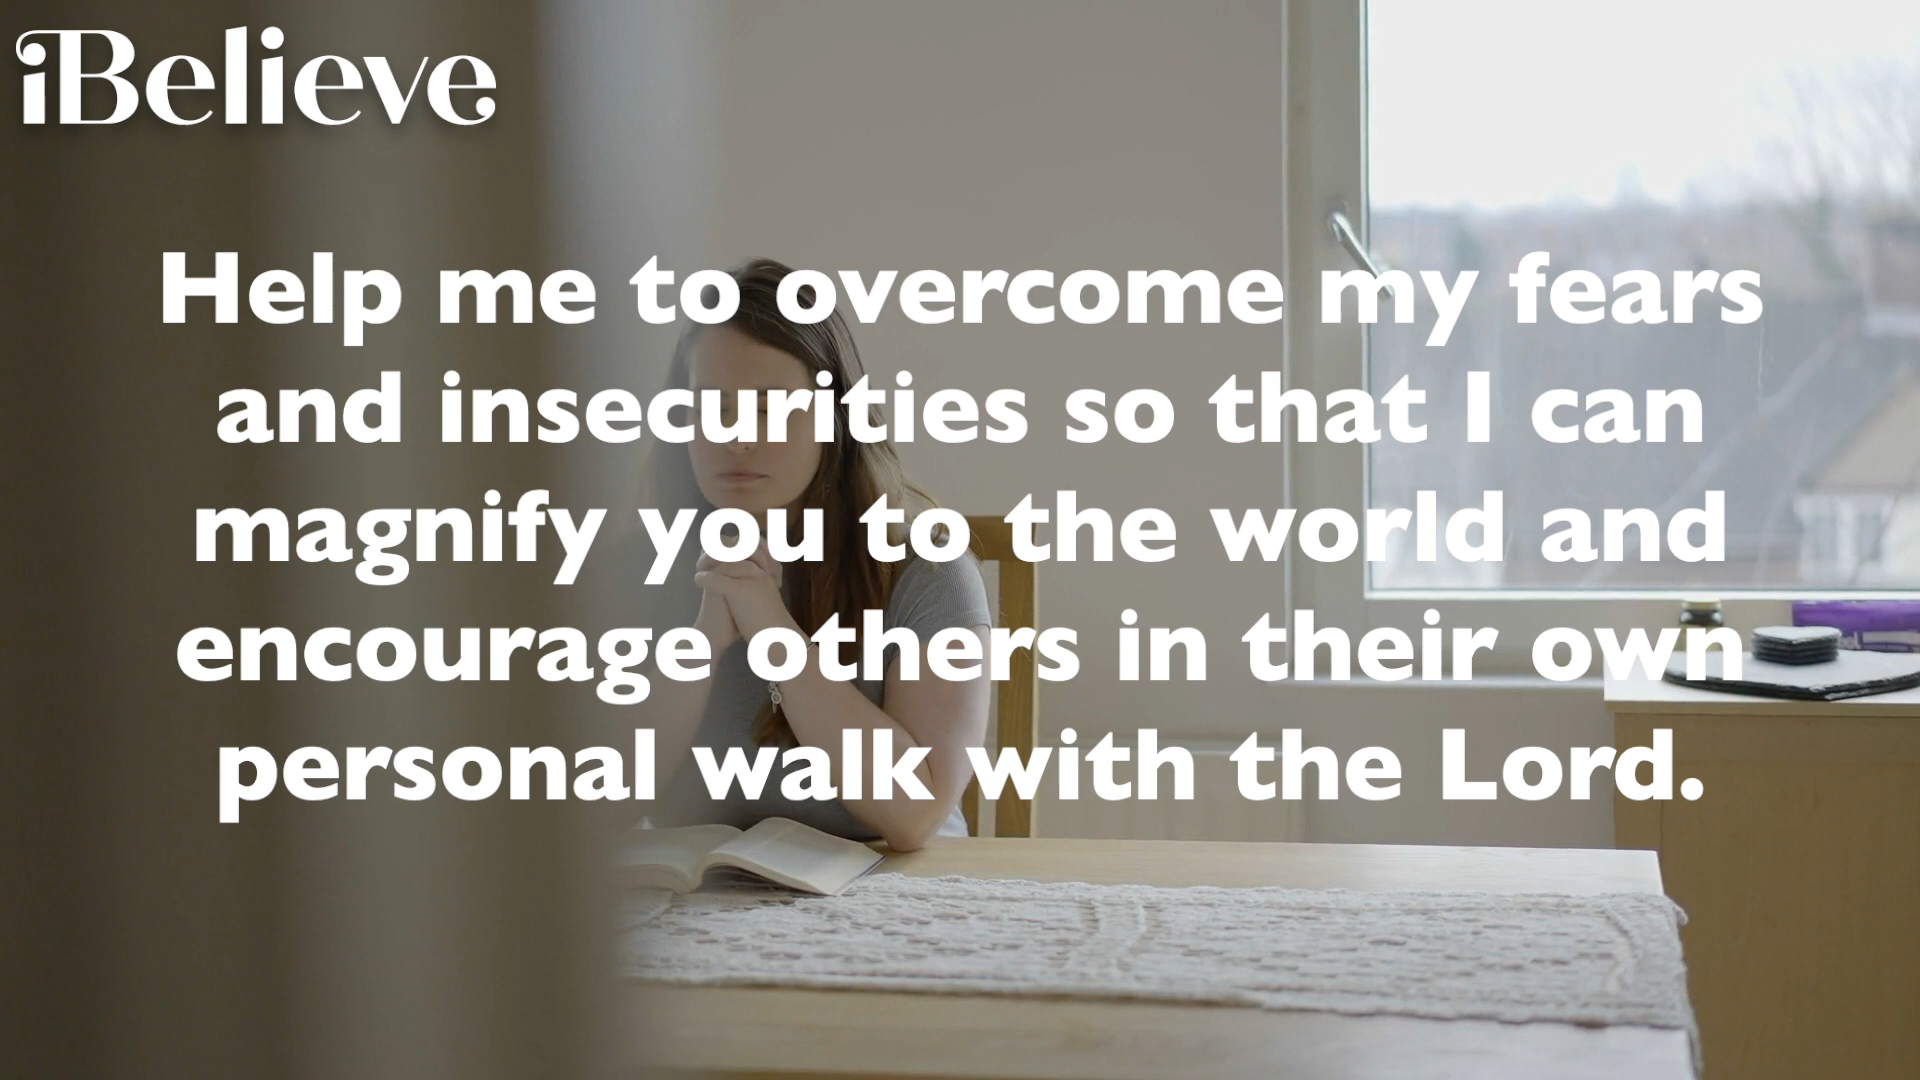 iBelieve
Help me to overcome my fears
and insecurities so that I can
magnify you to the world and
encourage others in their own
personal walk with the Lord.